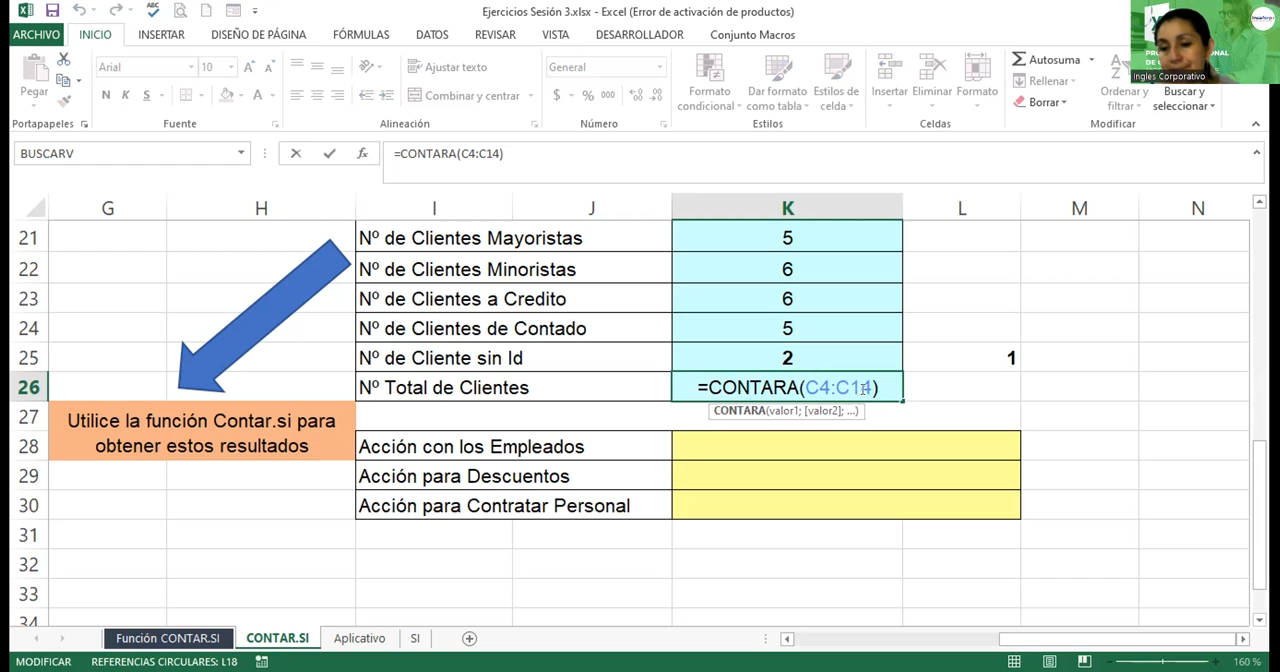 Ejercicios Sesión 3.xlsx - Excel (Error de activación de productos)
ARCHIVO INICIO INSERTAR DISEÑO DE PÁGINA FÓRMULAS DATOS REVISAR VISTA DESARROLLADOR Conjunto Macros
Ingles Corporativo
Pegar
Arial 10
N K S
Ajustar texto
Combinar y centrar
General
$ % 000
Formato condicional
Dar formato como tabla
Estilos de celda
Insertar Eliminar Formato
Autosuma
Rellenar
Borrar
Ordenar y filtrar
Buscar y seleccionar
Portapapeles Fuente Alineación Número Estilos Celdas Modificar
BUSCARV fx =CONTARA(C4:C14)
G H I J K L M N
21 Nº de Clientes Mayoristas 5
22 Nº de Clientes Minoristas 6
23 Nº de Clientes a Credito 6
24 Nº de Clientes de Contado 5
25 Nº de Cliente sin Id 2 1
26 Nº Total de Clientes =CONTARA(C4:C14)
CONTARA(valor1; [valor2]; ...)
27
Utilice la función Contar.si para
obtener estos resultados
28 Acción con los Empleados
29 Acción para Descuentos
30 Acción para Contratar Personal
31
32
33
34
Función CONTAR.SI CONTAR.SI Aplicativo SI
MODIFICAR REFERENCIAS CIRCULARES: L18 160 %